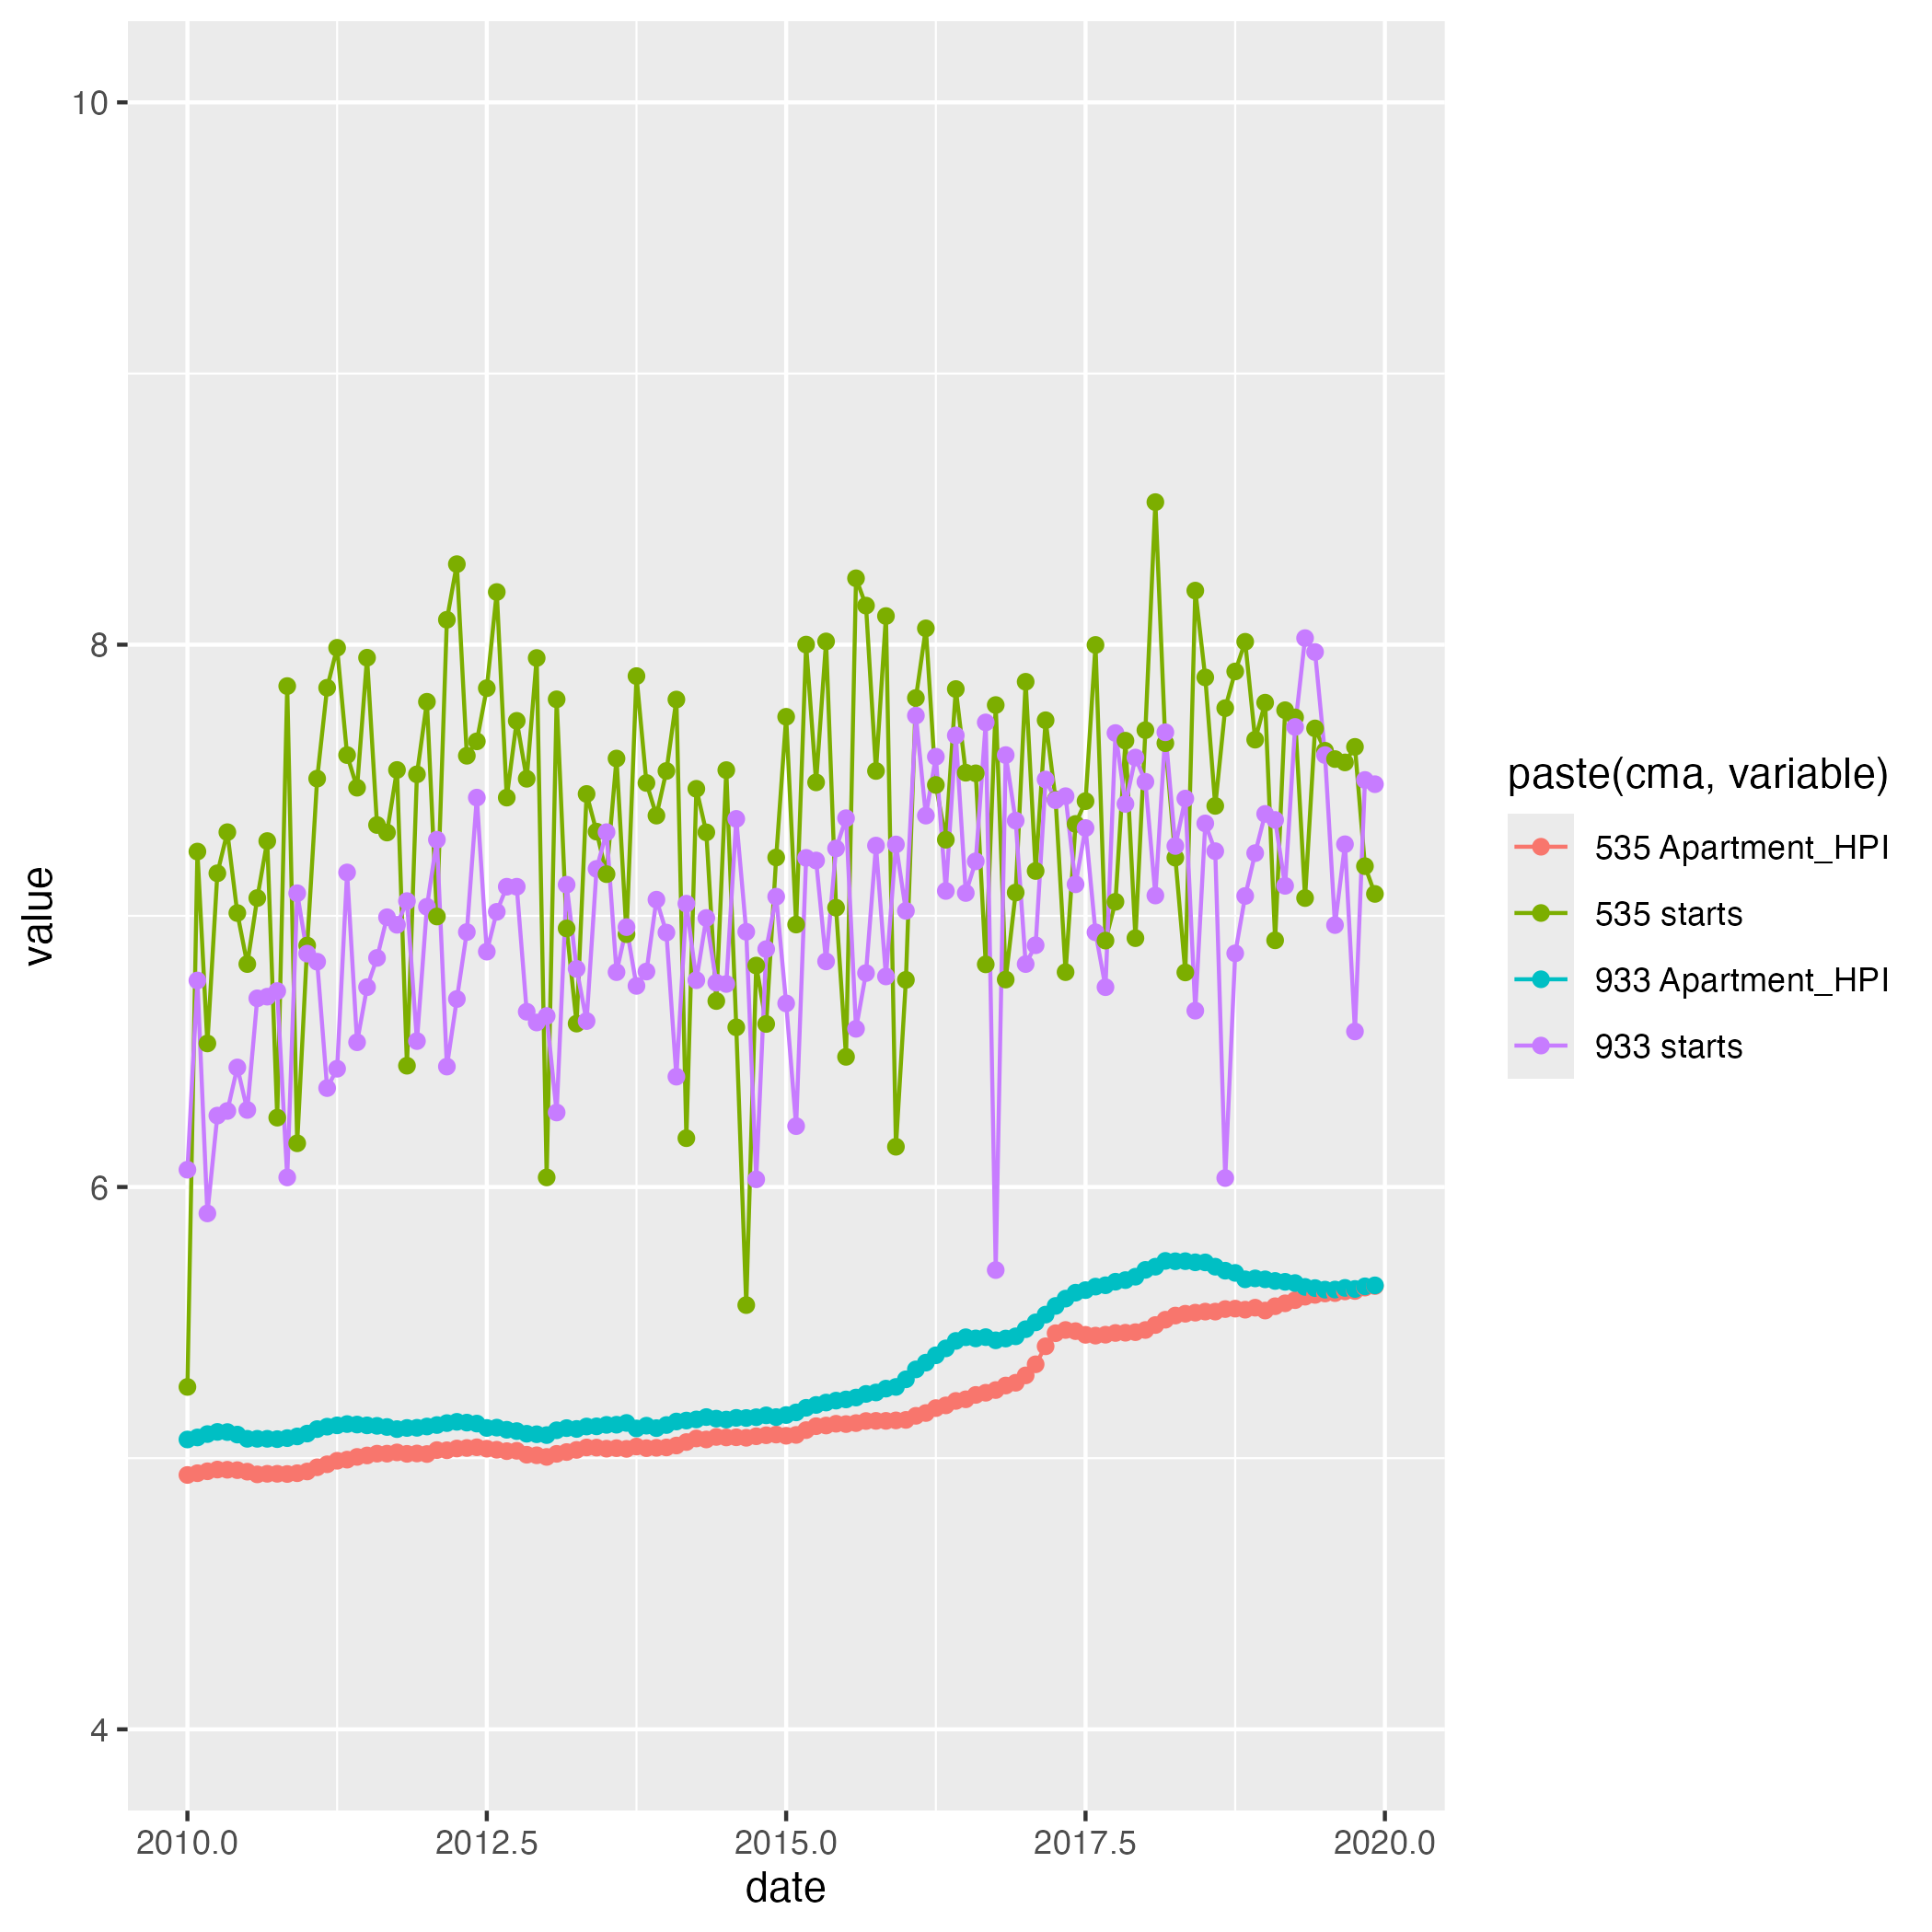 10
8
6
4
value
2010.0 2012.5 2015.0 2017.5 2020.0
date
paste(cma, variable)
535 Apartment_HPI
535 starts
933 Apartment_HPI
933 starts